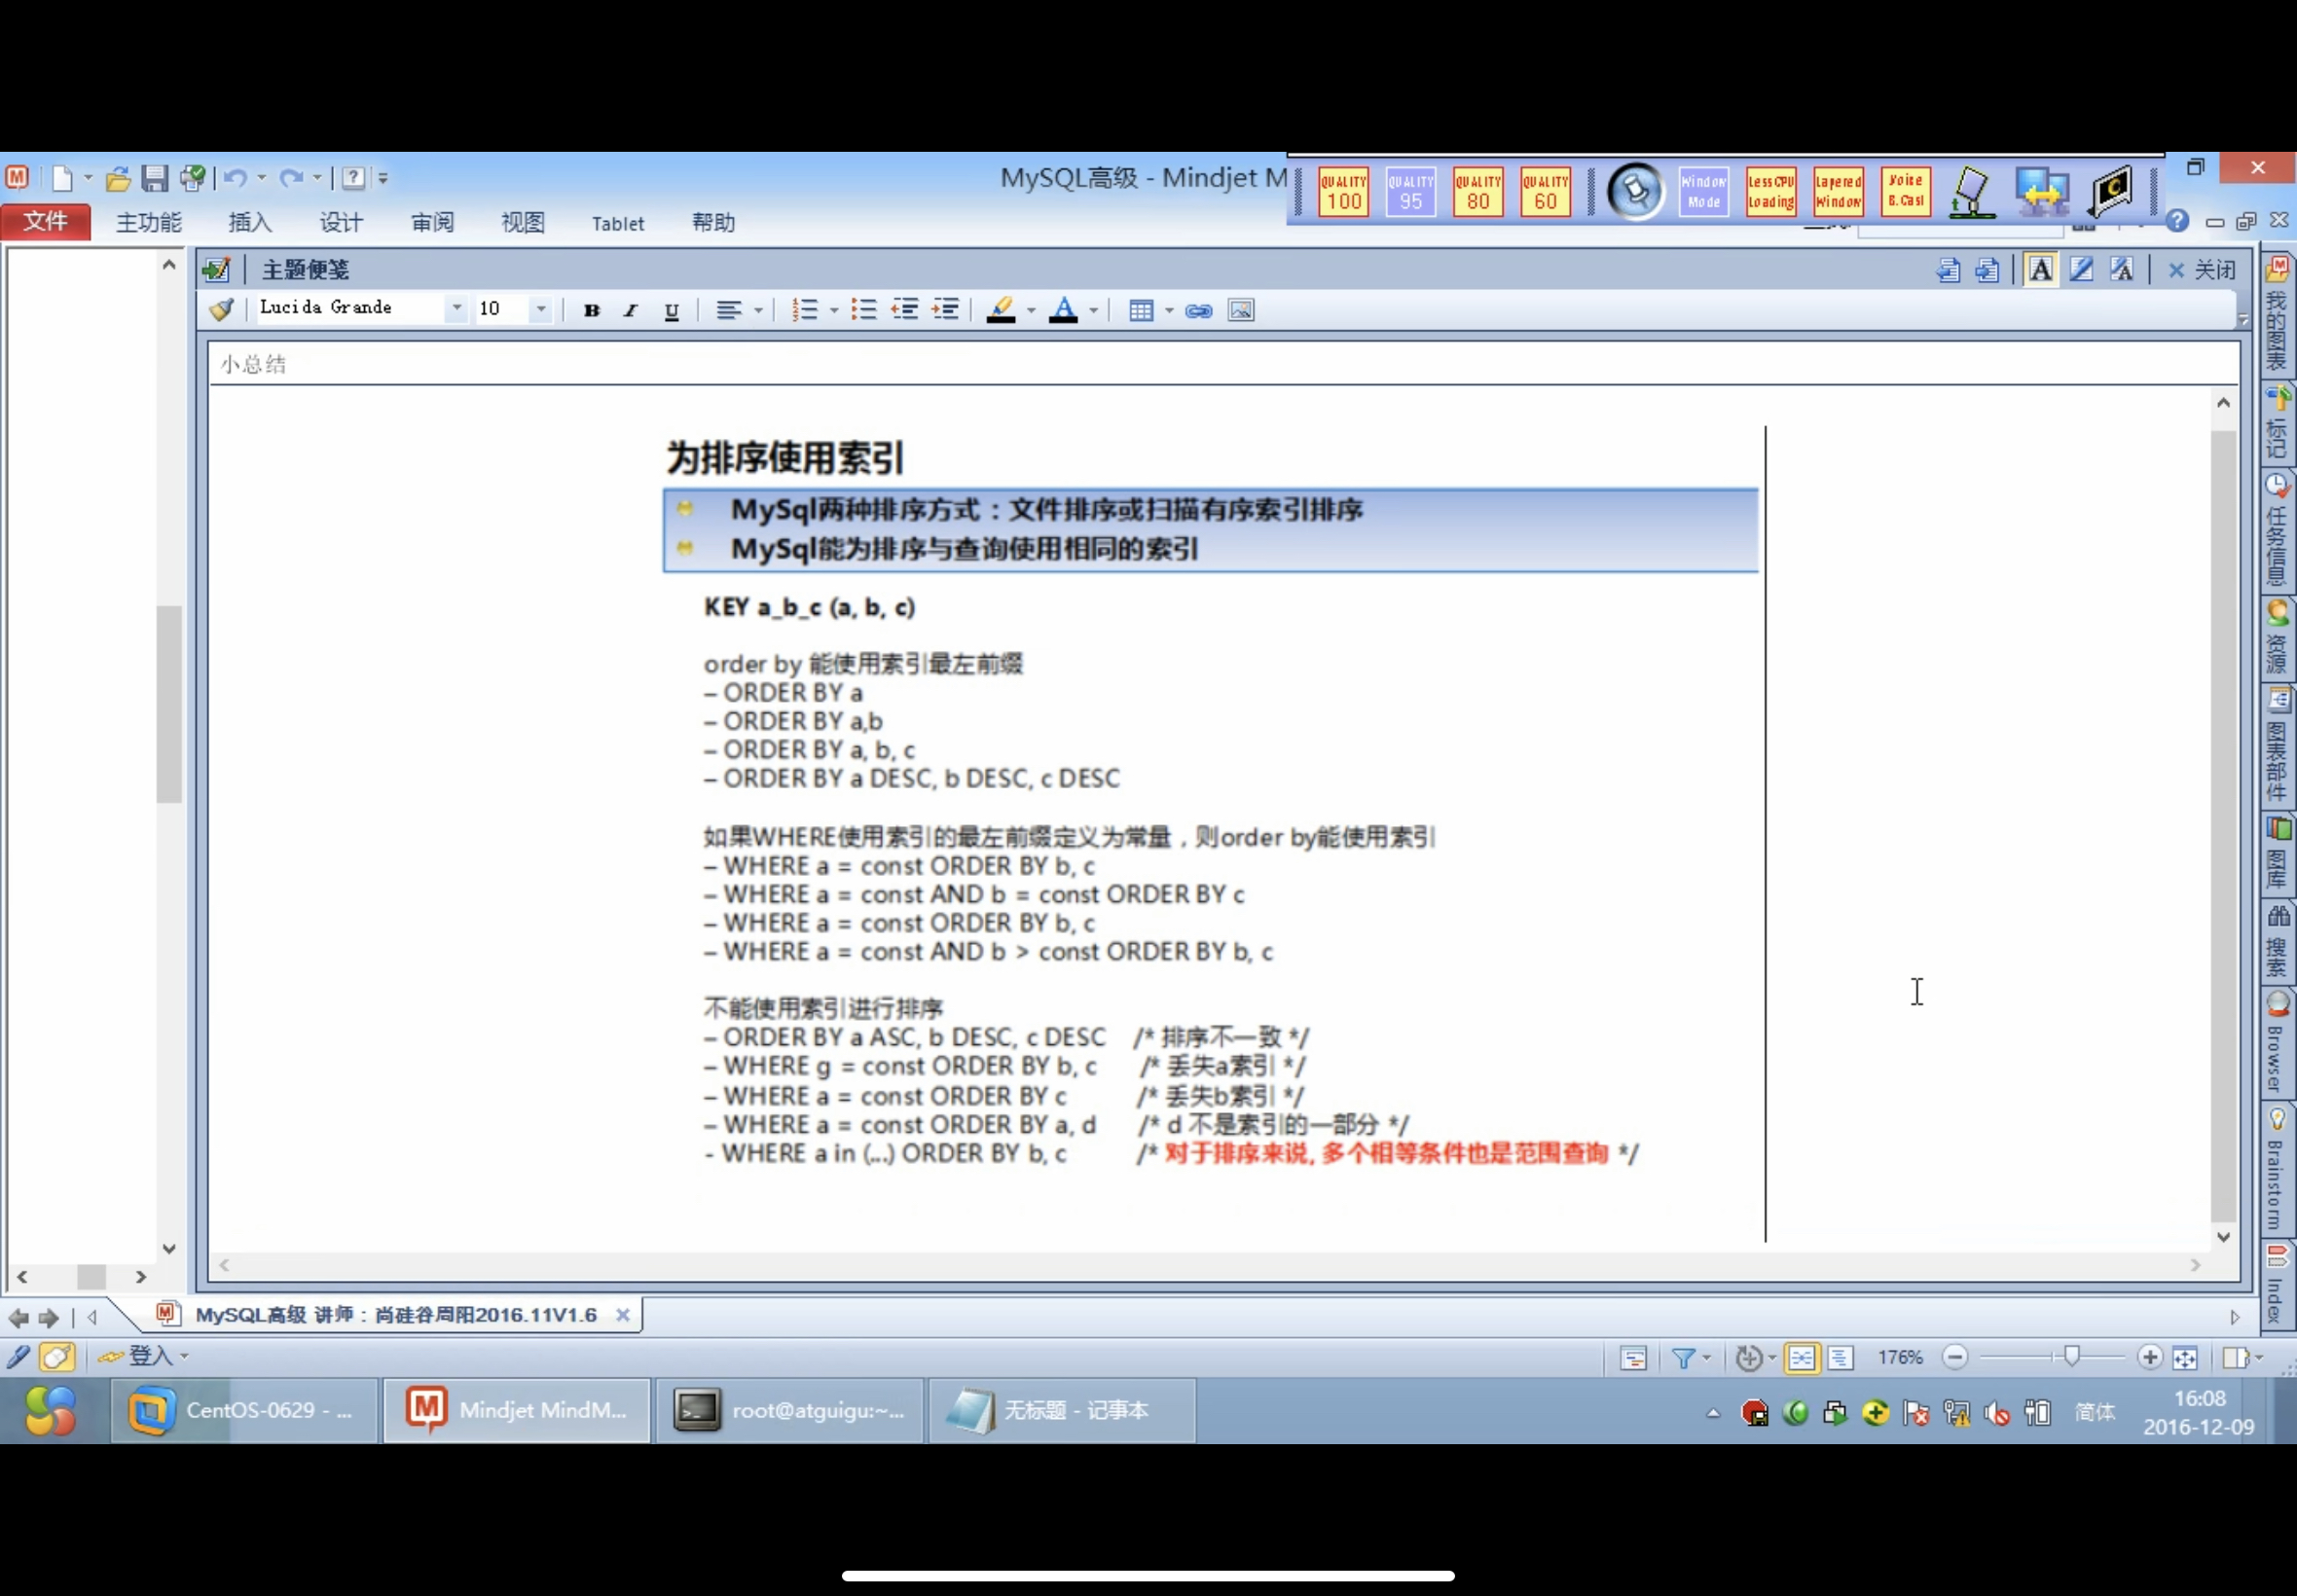 MySQL高级 - Mindjet M
QUALITY 100
QUALITY 95
QUALITY 80
QUALITY 60
Window Mode
Less CPU Loading
Layered Window
Voice B.Cast
文件 主功能 插入 设计 审阅 视图 Tablet 帮助
主题便笺
关闭
Lucida Grande 10 B I U
小总结
为排序使用索引
MySql两种排序方式：文件排序或扫描有序索引排序
MySql能为排序与查询使用相同的索引
KEY a_b_c (a, b, c)
order by 能使用索引最左前缀
– ORDER BY a
– ORDER BY a,b
– ORDER BY a, b, c
– ORDER BY a DESC, b DESC, c DESC
如果WHERE使用索引的最左前缀定义为常量，则order by能使用索引
– WHERE a = const ORDER BY b, c
– WHERE a = const AND b = const ORDER BY c
– WHERE a = const ORDER BY b, c
– WHERE a = const AND b > const ORDER BY b, c
不能使用索引进行排序
– ORDER BY a ASC, b DESC, c DESC /* 排序不一致 */
– WHERE g = const ORDER BY b, c /* 丢失a索引 */
– WHERE a = const ORDER BY c /* 丢失b索引 */
– WHERE a = const ORDER BY a, d /* d 不是索引的一部分 */
- WHERE a in (...) ORDER BY b, c /* 对于排序来说, 多个相等条件也是范围查询 */
我的图表
标记
任务信息
资源
图表部件
图库
搜索
Browser
Brainstorm
Index
MySQL高级 讲师：尚硅谷周阳2016.11V1.6
登入
176%
CentOS-0629 - ...
Mindjet MindM...
root@atguigu:~...
无标题 - 记事本
简体
16:08
2016-12-09